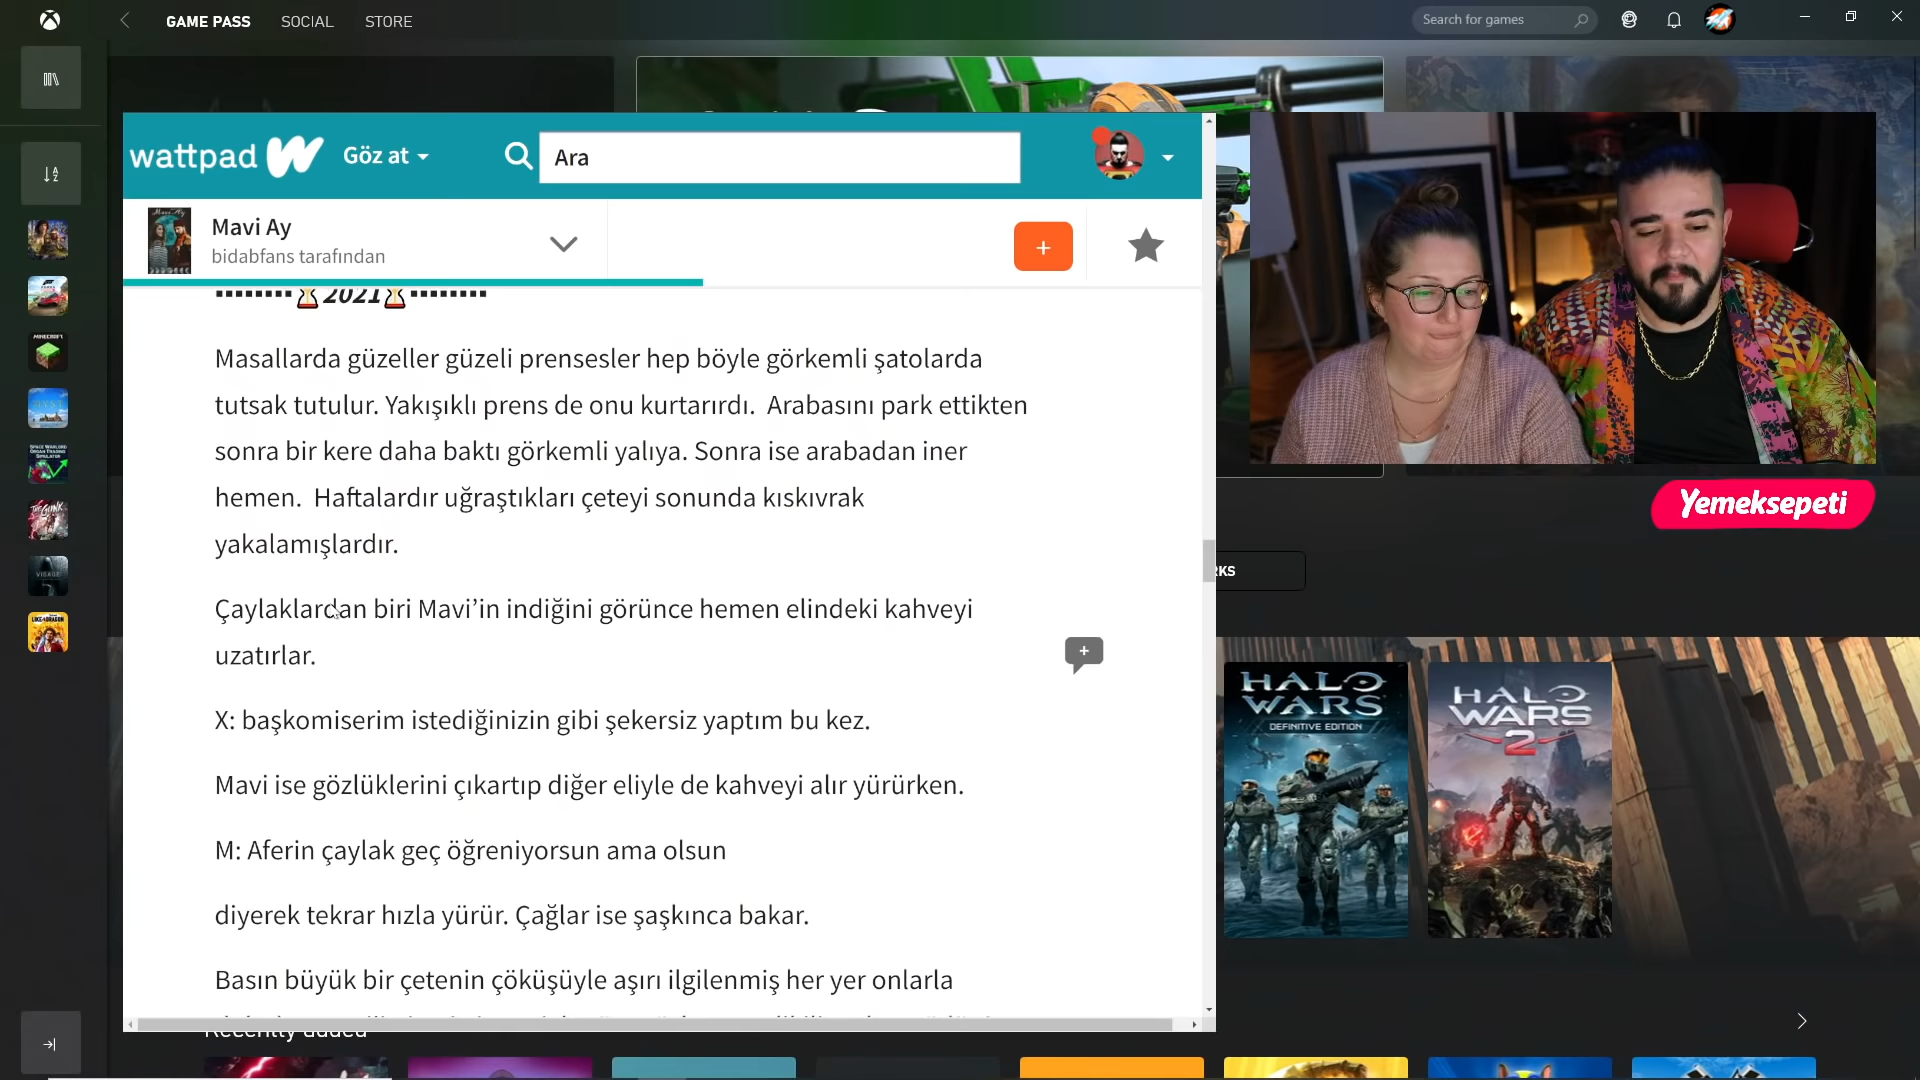 GAME PASS
SOCIAL
STORE
Search for games
wattpad
Göz at
Ara
Mavi Ay
bidabfans tarafından
+
2021
Masallarda güzeller güzeli prensesler hep böyle görkemli şatolarda
tutsak tutulur. Yakışıklı prens de onu kurtarırdı. Arabasını park ettikten
sonra bir kere daha baktı görkemli yalıya. Sonra ise arabadan iner
hemen. Haftalardır uğraştıkları çeteyi sonunda kıskıvrak
yakalamışlardır.
Çaylaklardan biri Mavi’in indiğini görünce hemen elindeki kahveyi
uzatırlar.
X: başkomiserim istediğinizin gibi şekersiz yaptım bu kez.
Mavi ise gözlüklerini çıkartıp diğer eliyle de kahveyi alır yürürken.
M: Aferin çaylak geç öğreniyorsun ama olsun
diyerek tekrar hızla yürür. Çağlar ise şaşkınca bakar.
Basın büyük bir çetenin çöküşüyle aşırı ilgilenmiş her yer onlarla
Yemeksepeti
RKS
HALO
WARS
DEFINITIVE EDITION
HALO
WARS
2
MINECRAFT
VISAGE
Recently added